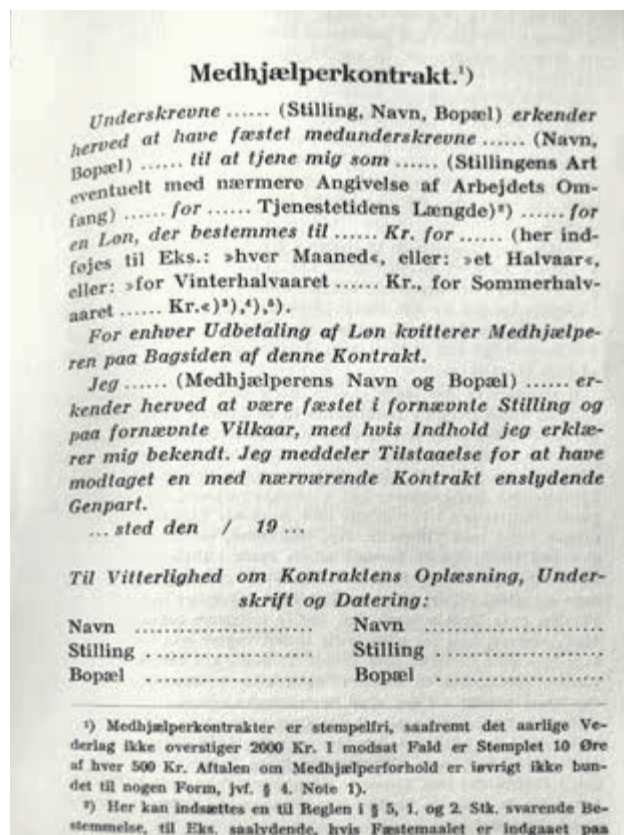 Medhjælperkontrakt.¹)
Underskrevne ...... (Stilling, Navn, Bopæl) erkender
herved at have fæstet medunderskrevne ...... (Navn,
Bopæl) ...... til at tjene mig som ...... (Stillingens Art
eventuelt med nærmere Angivelse af Arbejdets Om-
fang) ...... for ...... Tjenestetidens Længde)²) ...... for
en Løn, der bestemmes til ...... Kr. for ...... (her ind-
føjes til Eks.: »hver Maaned«, eller: »et Halvaar«,
eller: »for Vinterhalvaaret ...... Kr., for Sommerhalv-
aaret ...... Kr.«)³),⁴),⁵).
For enhver Udbetaling af Løn kvitterer Medhjælpe-
ren paa Bagsiden af denne Kontrakt.
Jeg ...... (Medhjælperens Navn og Bopæl) ...... er-
kender herved at være fæstet i fornævnte Stilling og
paa fornævnte Vilkaar, med hvis Indhold jeg erklæ-
rer mig bekendt. Jeg meddeler Tilstaaelse for at have
modtaget en med nærværende Kontrakt enslydende
Genpart.
... sted den / 19 ...
Til Vitterlighed om Kontraktens Oplæsning, Under-
skrift og Datering:
Navn ........................ Navn ........................
Stilling ....................... Stilling .......................
Bopæl ....................... Bopæl .......................
¹) Medhjælperkontrakter er stempelfri, saafremt det aarlige Ve-
derlag ikke overstiger 2000 Kr. I modsat Fald er Stemplet 10 Øre
af hver 500 Kr. Aftalen om Medhjælperforhold er iøvrigt ikke bun-
det til nogen Form, jvf. § 4. Note 1).
²) Her kan indsættes en til Reglen i § 5, 1. og 2. Stk. svarende Be-
stemmelse, til Eks. saalydende, hvis Fæstemaalet er indgaaet paa